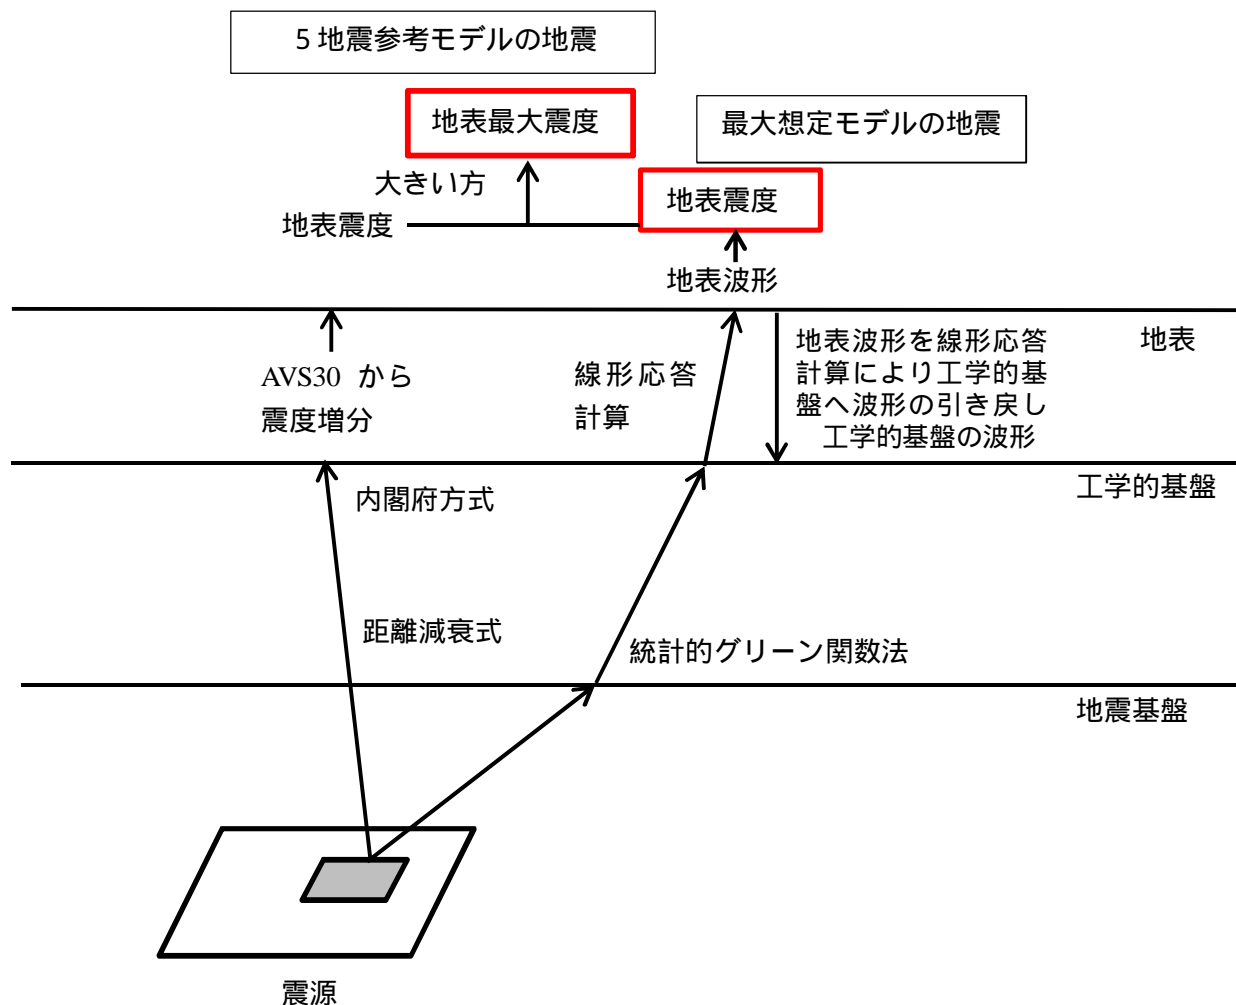 5地震参考モデルの地震
地表最大震度
最大想定モデルの地震
大きい方
地表震度
地表震度
地表波形
地表
AVS30 から
震度増分
線形応答
計算
地表波形を線形応答
計算により工学的基
盤へ波形の引き戻し
工学的基盤の波形
工学的基盤
内閣府方式
距離減衰式
統計的グリーン関数法
地震基盤
震源